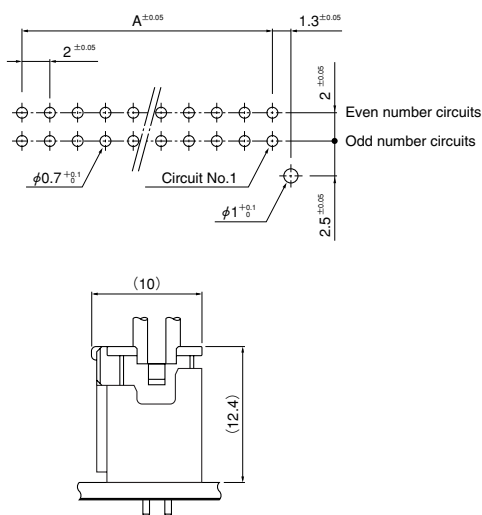 A±0.05
1.3±0.05
2±0.05
2±0.05
Even number circuits
Odd number circuits
φ0.7 +0.1 0
Circuit No.1
φ1 +0.1 0
2.5±0.05
(10)
(12.4)